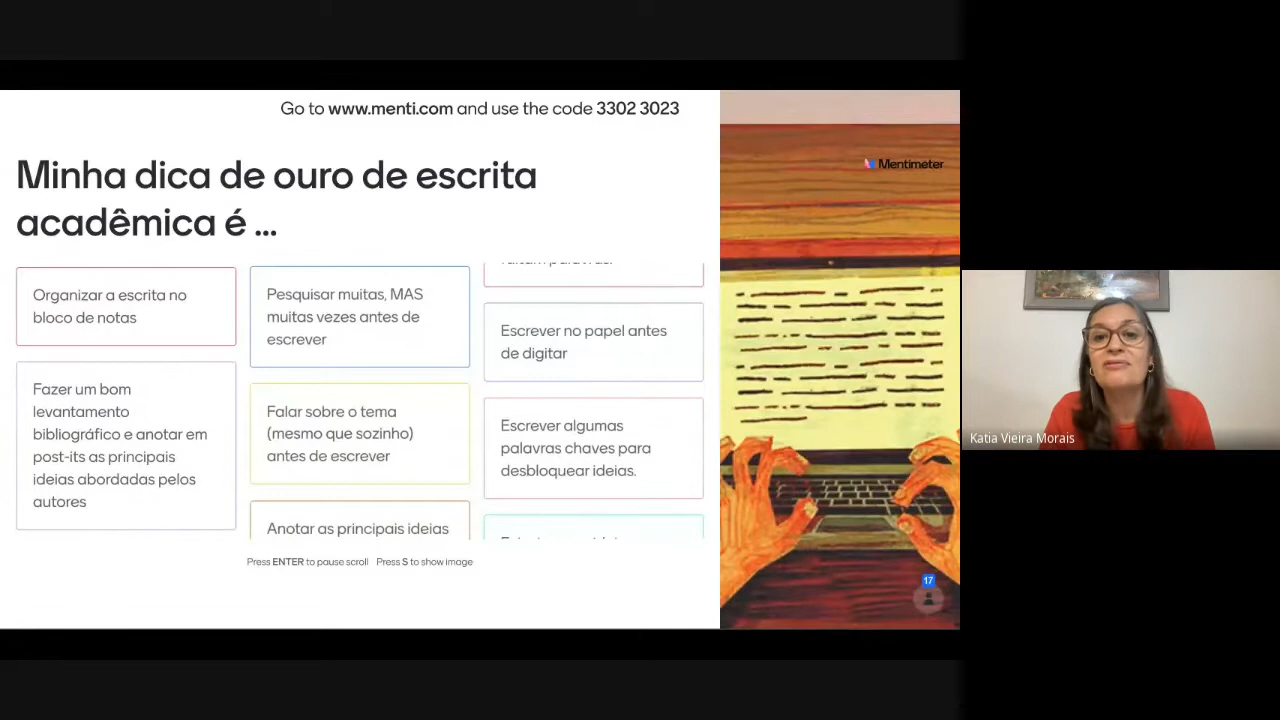 Go to www.menti.com and use the code 3302 3023
Mentimeter
Minha dica de ouro de escrita
acadêmica é ...
Organizar a escrita no
bloco de notas
Fazer um bom
levantamento
bibliográfico e anotar em
post-its as principais
ideias abordadas pelos
autores
Pesquisar muitas, MAS
muitas vezes antes de
escrever
Falar sobre o tema
(mesmo que sozinho)
antes de escrever
Anotar as principais ideias
Escrever no papel antes
de digitar
Escrever algumas
palavras chaves para
desbloquear ideias.
Press ENTER to pause scroll Press S to show image
17
Katia Vieira Morais